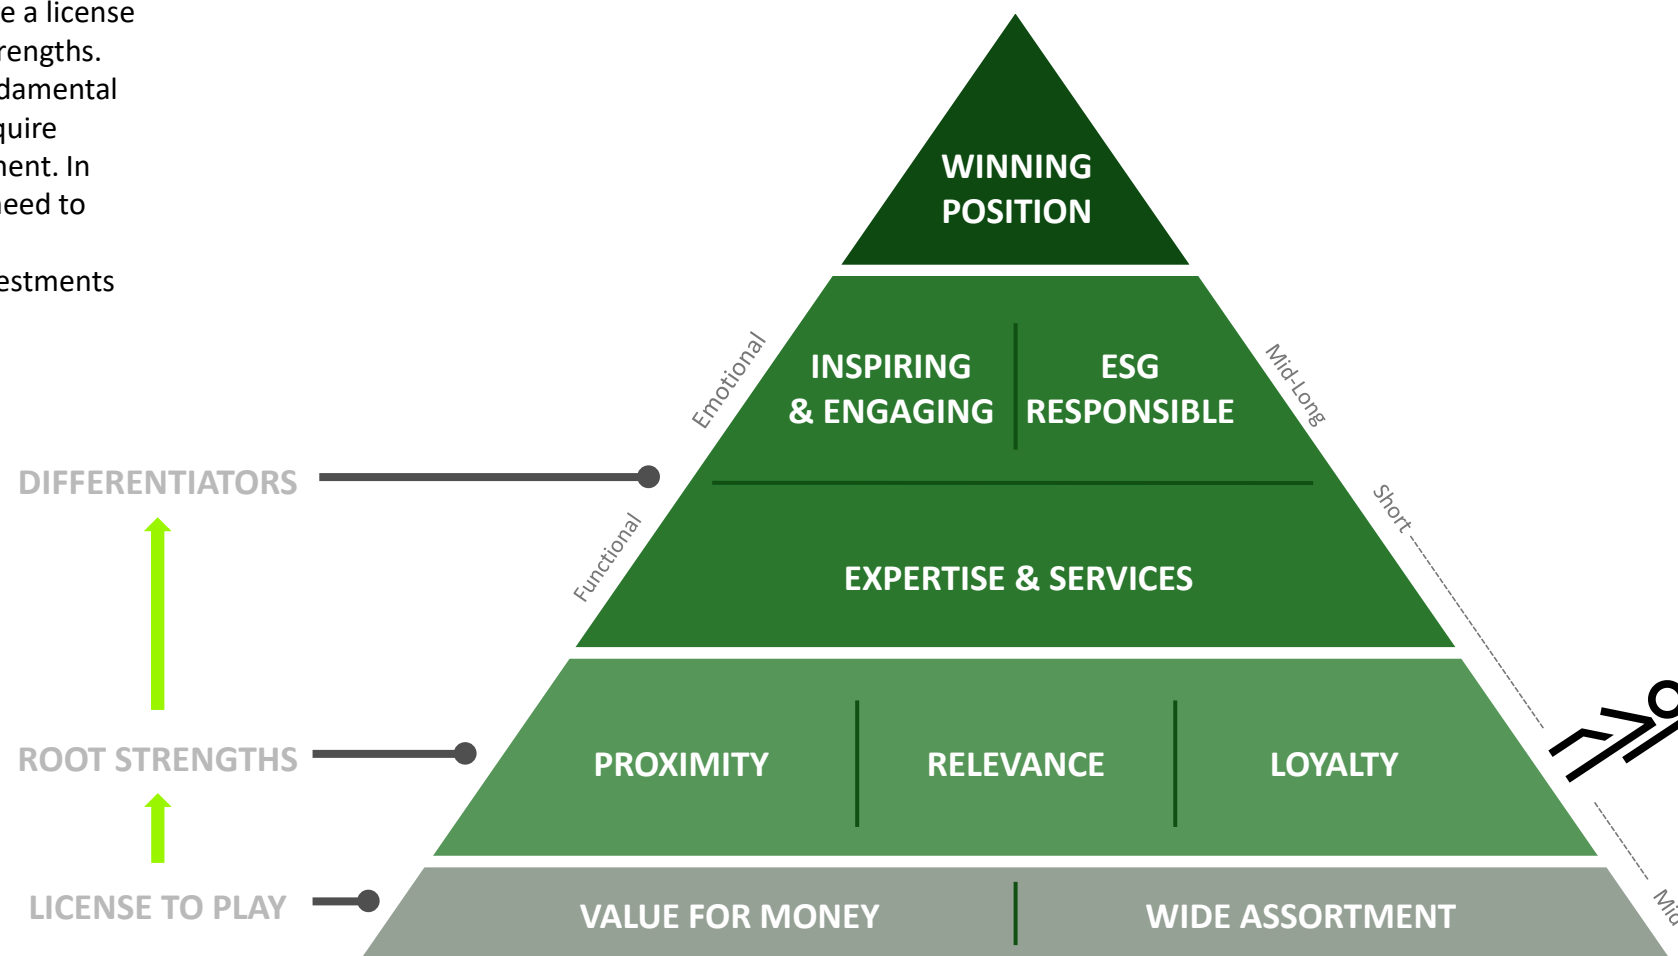 e a license
rengths.
damental
quire
nent. In
need to
estments
WINNING
POSITION
Emotional
Mid-Long
INSPIRING
& ENGAGING
ESG
RESPONSIBLE
DIFFERENTIATORS
Short
Functional
EXPERTISE & SERVICES
ROOT STRENGTHS
PROXIMITY
RELEVANCE
LOYALTY
LICENSE TO PLAY
VALUE FOR MONEY
WIDE ASSORTMENT
Mid